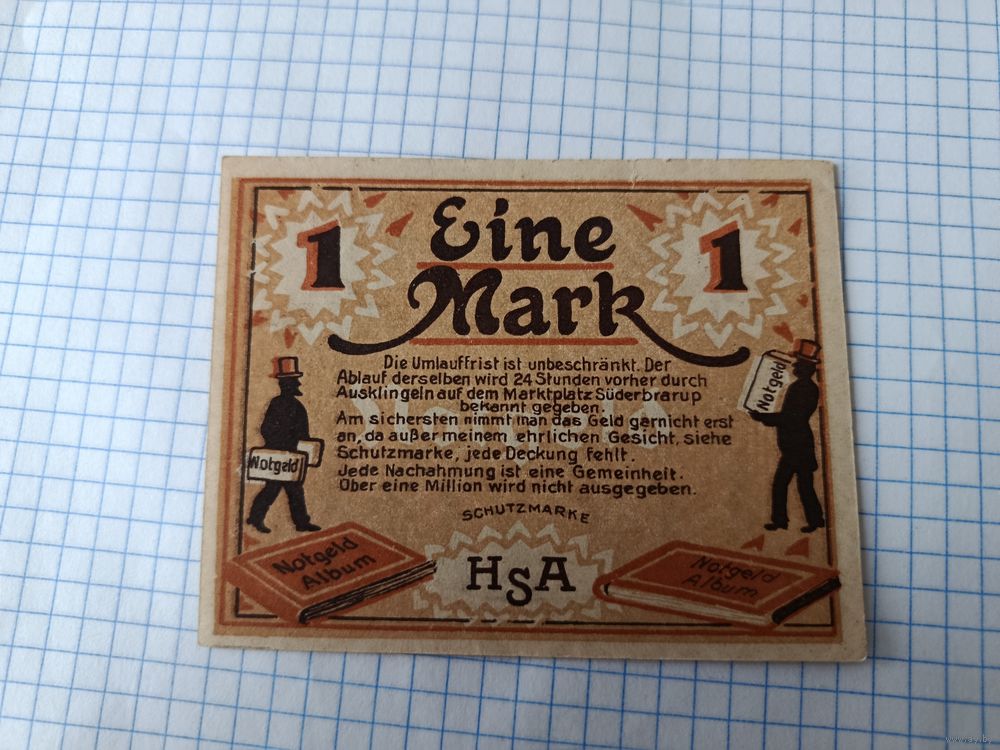 1 Eine 1
Mark
Die Umlauffrist ist unbeschränkt. Der
Ablauf derselben wird 24 Stunden vorher durch
Ausklingeln auf dem Marktplatz Süderbrarup
bekannt gegeben.
Am sichersten nimmt man das Geld garnicht erst
an, da außer meinem ehrlichen Gesicht, siehe
Schutzmarke, jede Deckung fehlt.
Jede Nachahmung ist eine Gemeinheit.
Über eine Million wird nicht ausgegeben.
SCHUTZMARKE
HSA
Notgeld
Notgeld
Notgeld
Album
Notgeld
Album